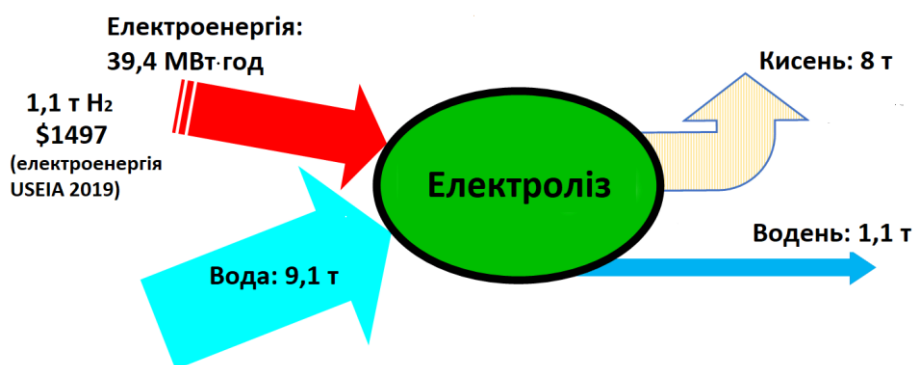 Електроенергія:
39,4 МВт·год
1,1 т H₂
$1497
(електроенергія
USEIA 2019)
Кисень: 8 т
Електроліз
Водень: 1,1 т
Вода: 9,1 т